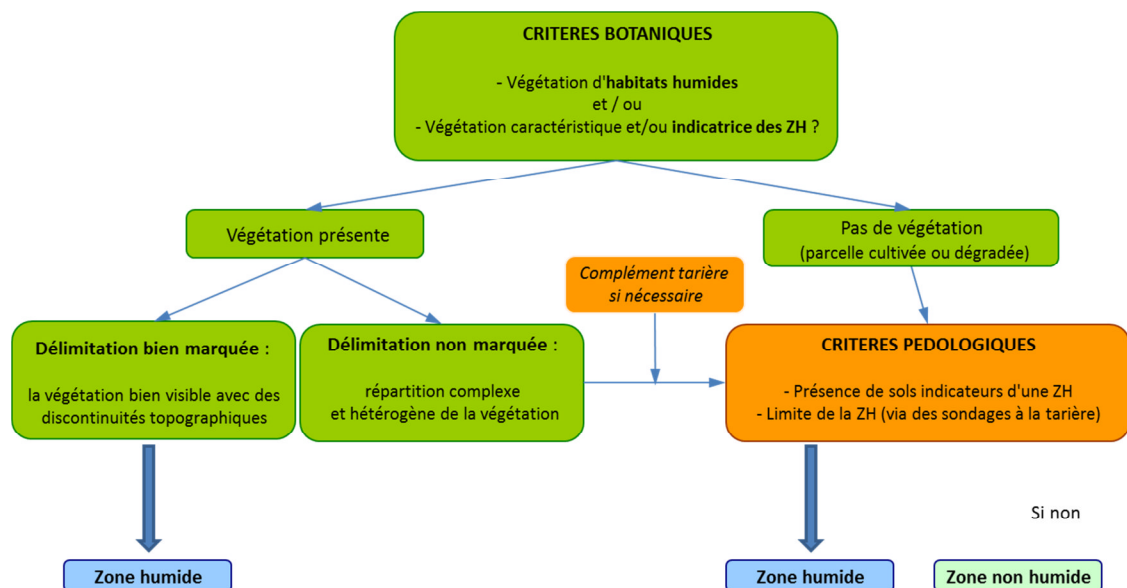 CRITERES BOTANIQUES
- Végétation d'habitats humides
et / ou
- Végétation caractéristique et/ou indicatrice des ZH ?
Végétation présente
Pas de végétation
(parcelle cultivée ou dégradée)
Complément tarière
si nécessaire
Délimitation bien marquée :
la végétation bien visible avec des
discontinuités topographiques
Délimitation non marquée :
répartition complexe
et hétérogène de la végétation
CRITERES PEDOLOGIQUES
- Présence de sols indicateurs d'une ZH
- Limite de la ZH (via des sondages à la tarière)
Si non
Zone humide
Zone humide
Zone non humide